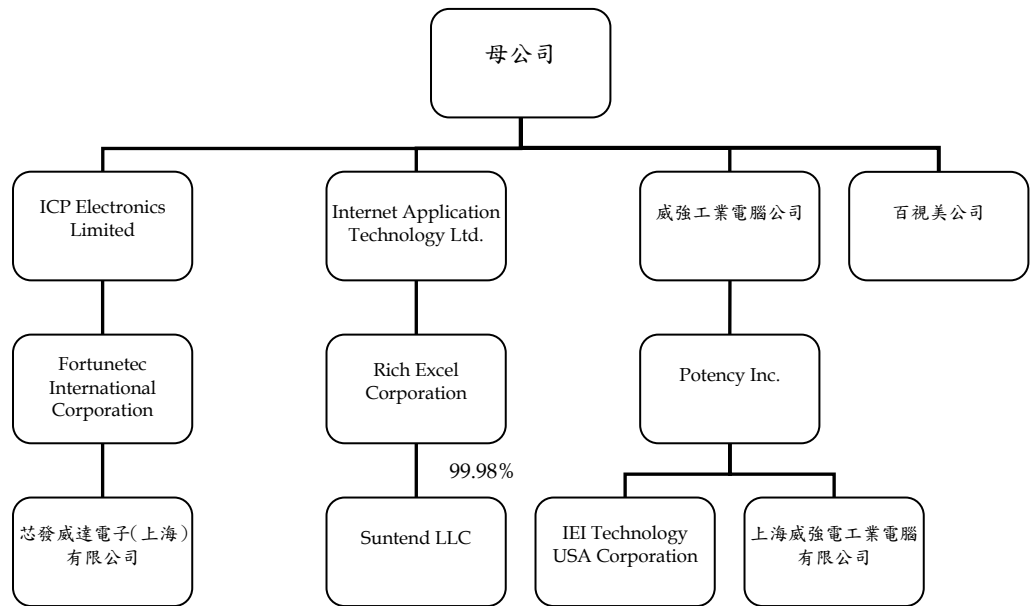 母公司
ICP Electronics
Limited
Internet Application
Technology Ltd.
威強工業電腦公司
百視美公司
Fortunetec
International
Corporation
Rich Excel
Corporation
Potency Inc.
99.98%
芯發威達電子(上海)
有限公司
Suntend LLC
IEI Technology
USA Corporation
上海威強電工業電腦
有限公司